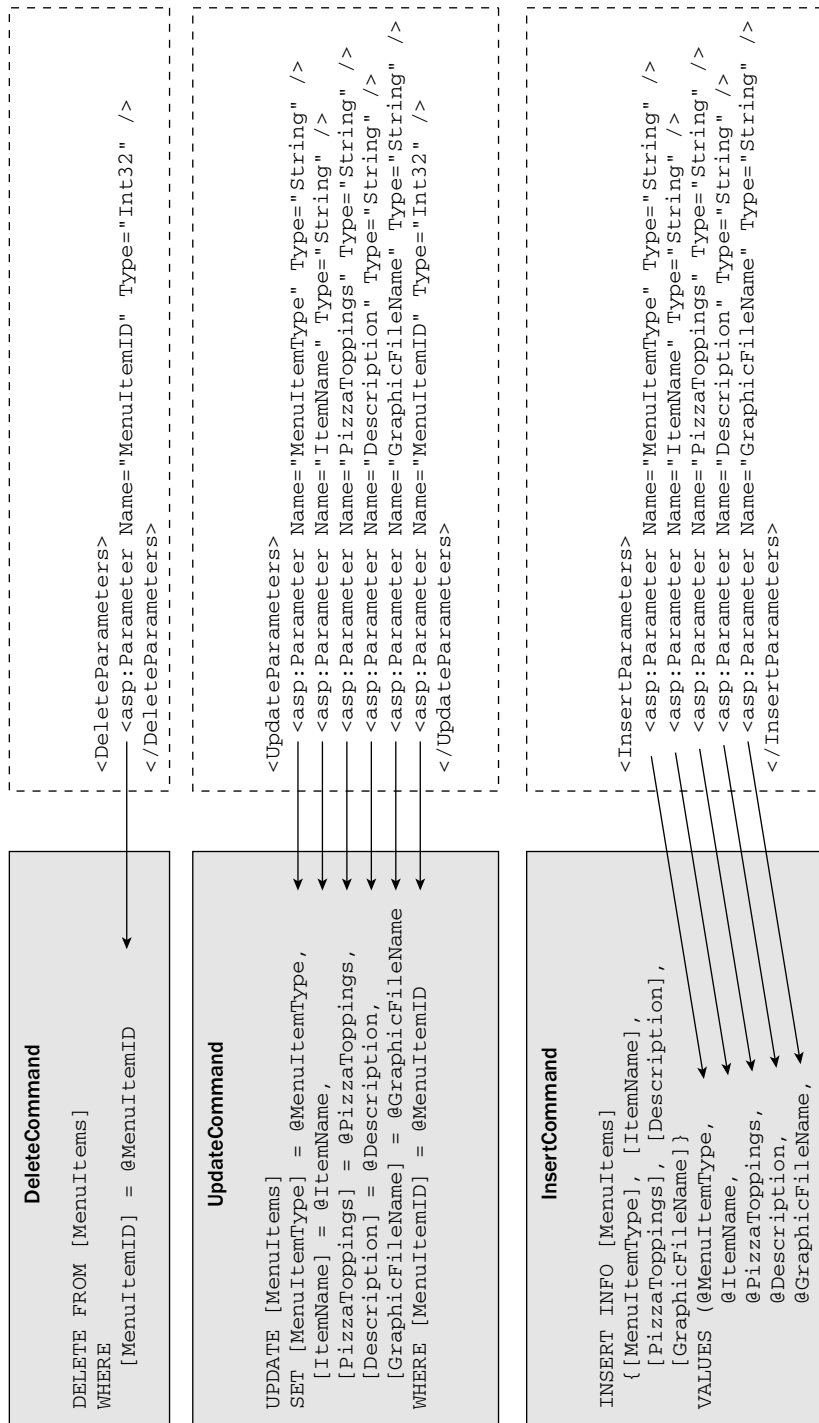 DeleteCommand
DELETE FROM [MenuItems]
WHERE
[MenuItemID] = @MenuItemID
<DeleteParameters>
<asp:Parameter Name="MenuItemID" Type="Int32" />
</DeleteParameters>
UpdateCommand
UPDATE [MenuItems]
SET [MenuItemType] = @MenuItemType,
[ItemName] = @ItemName,
[PizzaToppings] = @PizzaToppings,
[Description] = @Description,
[GraphicFileName] = @GraphicFileName
WHERE [MenuItemID] = @MenuItemID
<UpdateParameters>
<asp:Parameter Name="MenuItemType" Type="String" />
<asp:Parameter Name="ItemName" Type="String" />
<asp:Parameter Name="PizzaToppings" Type="String" />
<asp:Parameter Name="Description" Type="String" />
<asp:Parameter Name="GraphicFileName" Type="String" />
<asp:Parameter Name="MenuItemID" Type="Int32" />
</UpdateParameters>
InsertCommand
INSERT INFO [MenuItems]
{[MenuItemType], [ItemName],
[PizzaToppings], [Description],
[GraphicFileName]}
VALUES (@MenuItemType,
@ItemName,
@PizzaToppings,
@Description,
@GraphicFileName,
<InsertParameters>
<asp:Parameter Name="MenuItemType" Type="String" />
<asp:Parameter Name="ItemName" Type="String" />
<asp:Parameter Name="PizzaToppings" Type="String" />
<asp:Parameter Name="Description" Type="String" />
<asp:Parameter Name="GraphicFileName" Type="String" />
</InsertParameters>